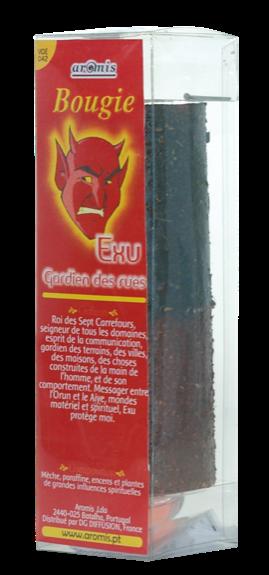 VOE
042
aromis
Bougie
Exu
Gardien des rues
Roi des Sept Carrefours,
seigneur de tous les domaines,
esprit de la communication,
gardien des terrains, des villes,
des maisons, des choses
construites de la main de
l'homme, et de son
comportement. Messager entre
l'Orun et le Aiye, mondes
matériel et spirituel, Exu
protège moi.
Mèche, paraffine, encens et plantes
de grandes influences spirituelles
Aromis ,Lda
2440-025 Batalha, Portugal
Distribué par DG DIFFUSION, France
www.aromis.pt